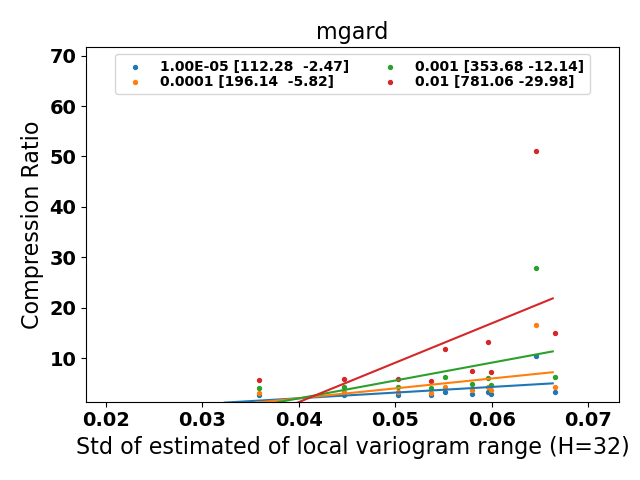 mgard
1.00E-05 [112.28  -2.47]
0.0001 [196.14  -5.82]
0.001 [353.68 -12.14]
0.01 [781.06 -29.98]
Compression Ratio
70
60
50
40
30
20
10
0.02 0.03 0.04 0.05 0.06 0.07
Std of estimated of local variogram range (H=32)